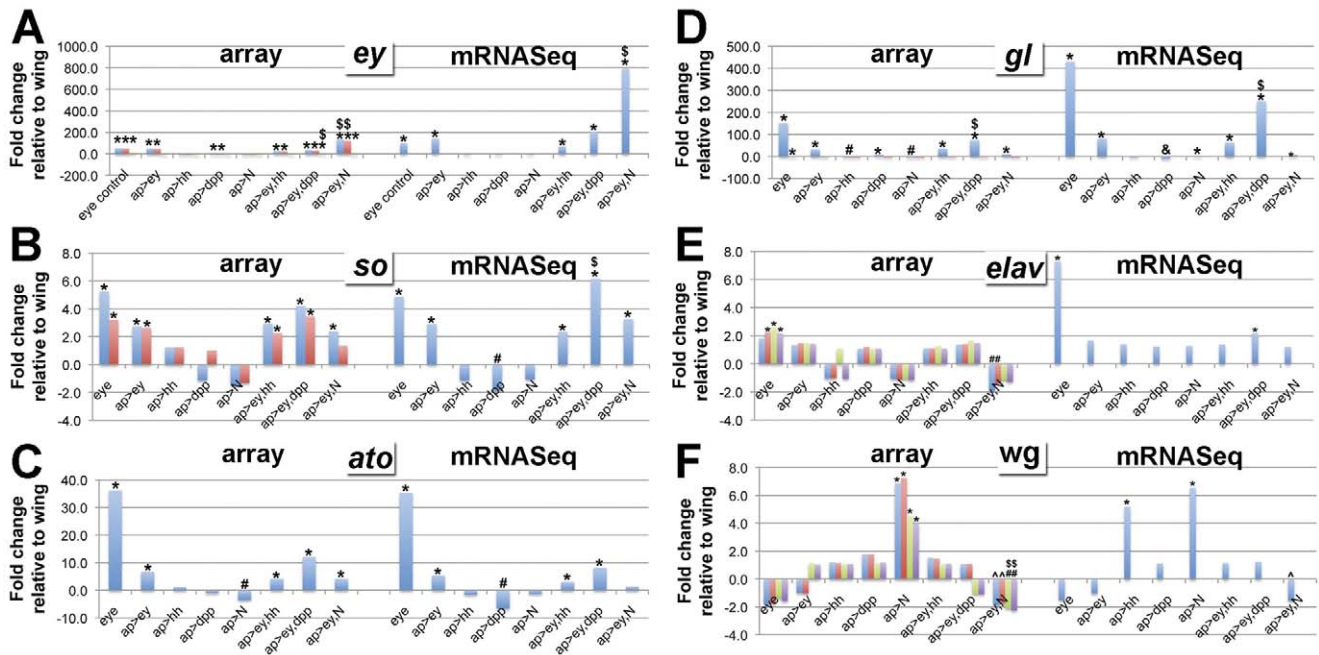 A
array
ey
mRNASeq
Fold change
relative to wing
1000.0
800.0
600.0
400.0
200.0
0.0
-200.0
***
**
**
**
$
***
$$
***
*
*
*
*
$
*
eye control
ap>ey
ap>hh
ap>dpp
ap>N
ap>ey,hh
ap>ey,dpp
ap>ey,N
eye control
ap>ey
ap>hh
ap>dpp
ap>N
ap>ey,hh
ap>ey,dpp
ap>ey,N
B
array
so
mRNASeq
Fold change
relative to wing
8.0
6.0
4.0
2.0
0.0
-2.0
-4.0
*
*
*
*
*
*
*
*
*
*
*
#
*
$
*
*
eye
ap>ey
ap>hh
ap>dpp
ap>N
ap>ey,hh
ap>ey,dpp
ap>ey,N
eye
ap>ey
ap>hh
ap>dpp
ap>N
ap>ey,hh
ap>ey,dpp
ap>ey,N
C
array
ato
mRNASeq
Fold change
relative to wing
40.0
30.0
20.0
10.0
0.0
-10.0
*
*
#
*
*
*
*
*
#
*
*
eye
ap>ey
ap>hh
ap>dpp
ap>N
ap>ey,hh
ap>ey,dpp
ap>ey,N
eye
ap>ey
ap>hh
ap>dpp
ap>N
ap>ey,hh
ap>ey,dpp
ap>ey,N
D
array
gl
mRNASeq
Fold change
relative to wing
500.0
400.0
300.0
200.0
100.0
0.0
-100.0
*
*
*
#
*
#
*
$
*
*
*
*
&
*
*
$
*
*
eye
ap>ey
ap>hh
ap>dpp
ap>N
ap>ey,hh
ap>ey,dpp
ap>ey,N
eye
ap>ey
ap>hh
ap>dpp
ap>N
ap>ey,hh
ap>ey,dpp
ap>ey,N
E
array
elav
mRNASeq
Fold change
relative to wing
8.0
6.0
4.0
2.0
0.0
-2.0
-4.0
*
*
*
##
*
*
eye
ap>ey
ap>hh
ap>dpp
ap>N
ap>ey,hh
ap>ey,dpp
ap>ey,N
eye
ap>ey
ap>hh
ap>dpp
ap>N
ap>ey,hh
ap>ey,dpp
ap>ey,N
F
array
wg
mRNASeq
Fold change
relative to wing
8.0
6.0
4.0
2.0
0.0
-2.0
-4.0
*
*
*
*
^^
$$
##
*
*
^
eye
ap>ey
ap>hh
ap>dpp
ap>N
ap>ey,hh
ap>ey,dpp
ap>ey,N
eye
ap>ey
ap>hh
ap>dpp
ap>N
ap>ey,hh
ap>ey,dpp
ap>ey,N